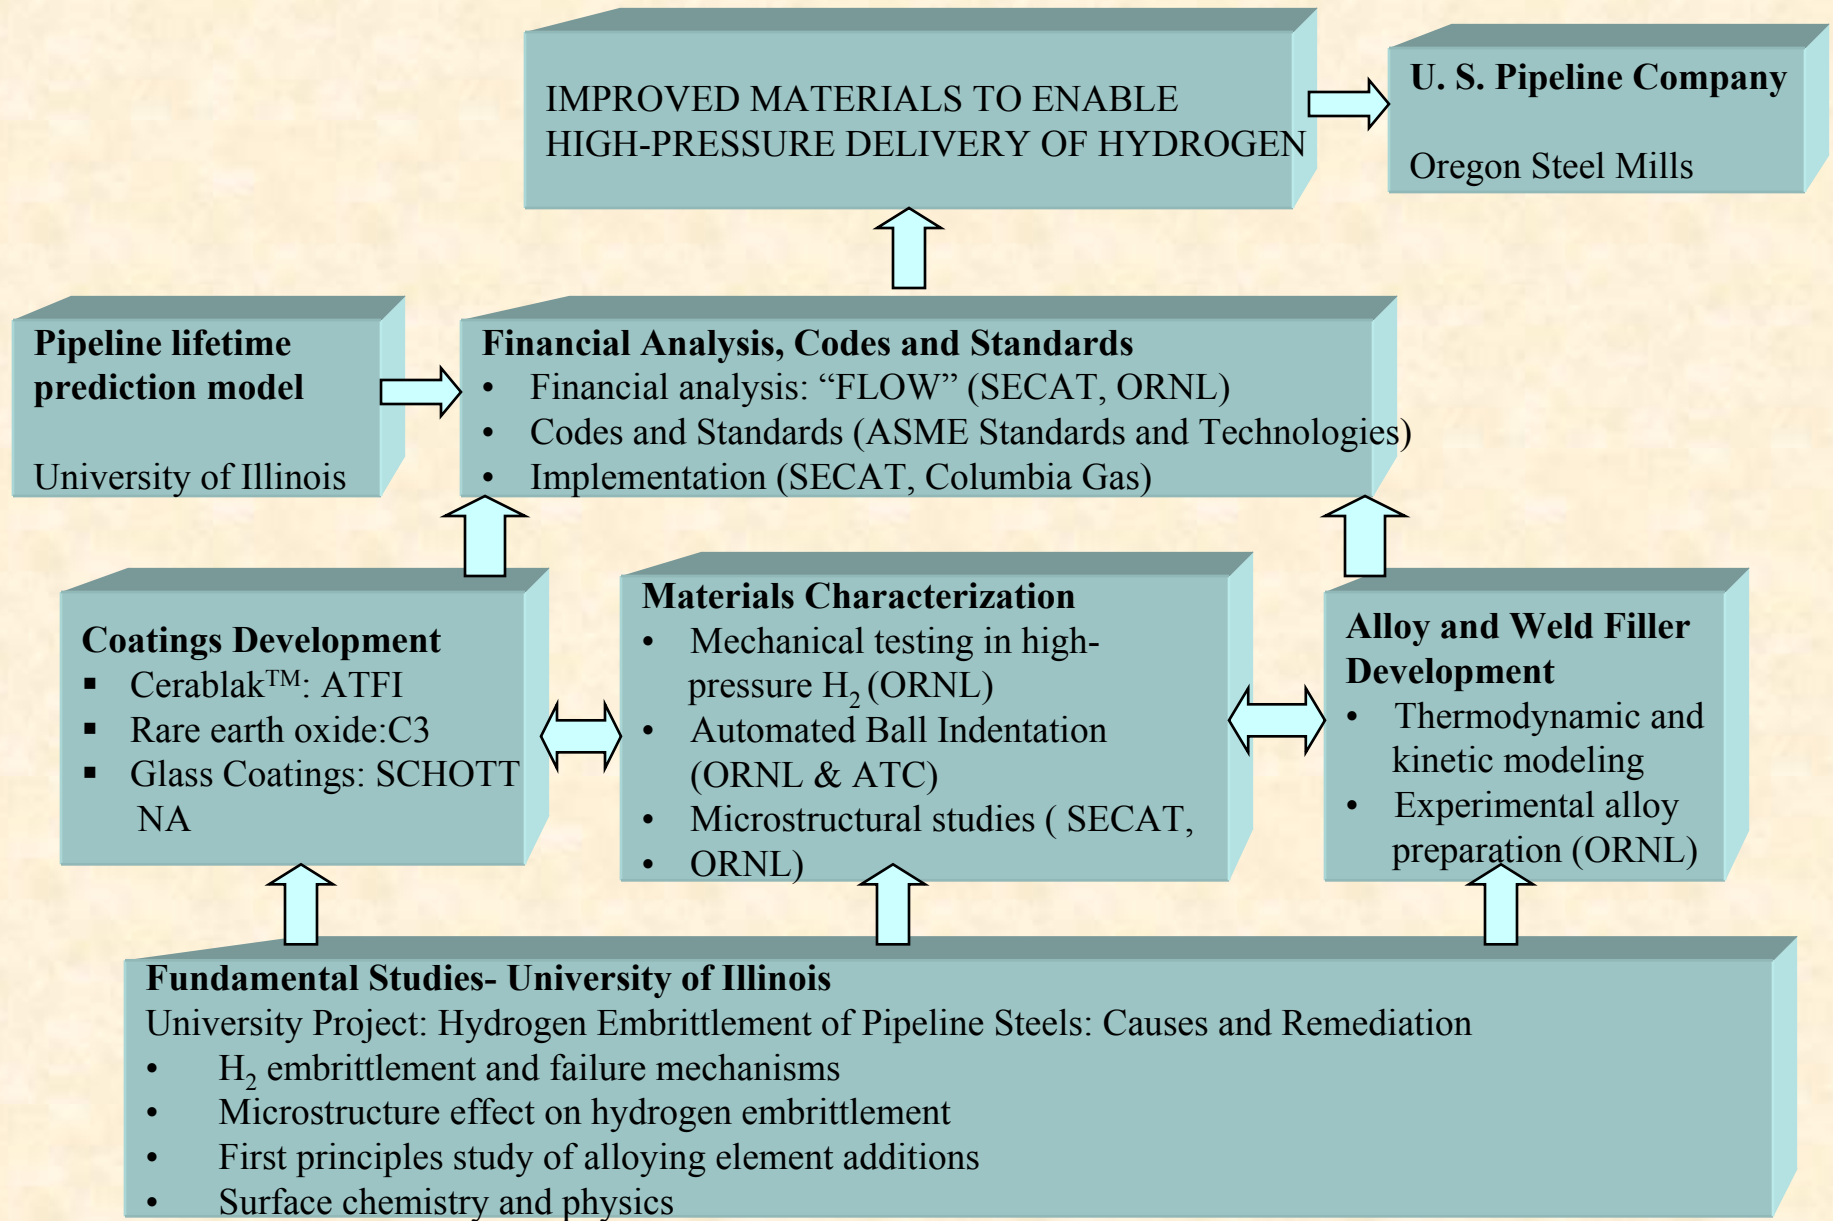 IMPROVED MATERIALS TO ENABLE
HIGH-PRESSURE DELIVERY OF HYDROGEN
U. S. Pipeline Company
Oregon Steel Mills
Pipeline lifetime
prediction model
University of Illinois
Financial Analysis, Codes and Standards
• Financial analysis: “FLOW” (SECAT, ORNL)
• Codes and Standards (ASME Standards and Technologies)
• Implementation (SECAT, Columbia Gas)
Coatings Development
▪ Cerablak™: ATFI
▪ Rare earth oxide:C3
▪ Glass Coatings: SCHOTT
NA
Materials Characterization
• Mechanical testing in high-
pressure H₂ (ORNL)
• Automated Ball Indentation
(ORNL & ATC)
• Microstructural studies ( SECAT,
• ORNL)
Alloy and Weld Filler
Development
• Thermodynamic and
kinetic modeling
• Experimental alloy
preparation (ORNL)
Fundamental Studies- University of Illinois
University Project: Hydrogen Embrittlement of Pipeline Steels: Causes and Remediation
• H₂ embrittlement and failure mechanisms
• Microstructure effect on hydrogen embrittlement
• First principles study of alloying element additions
• Surface chemistry and physics